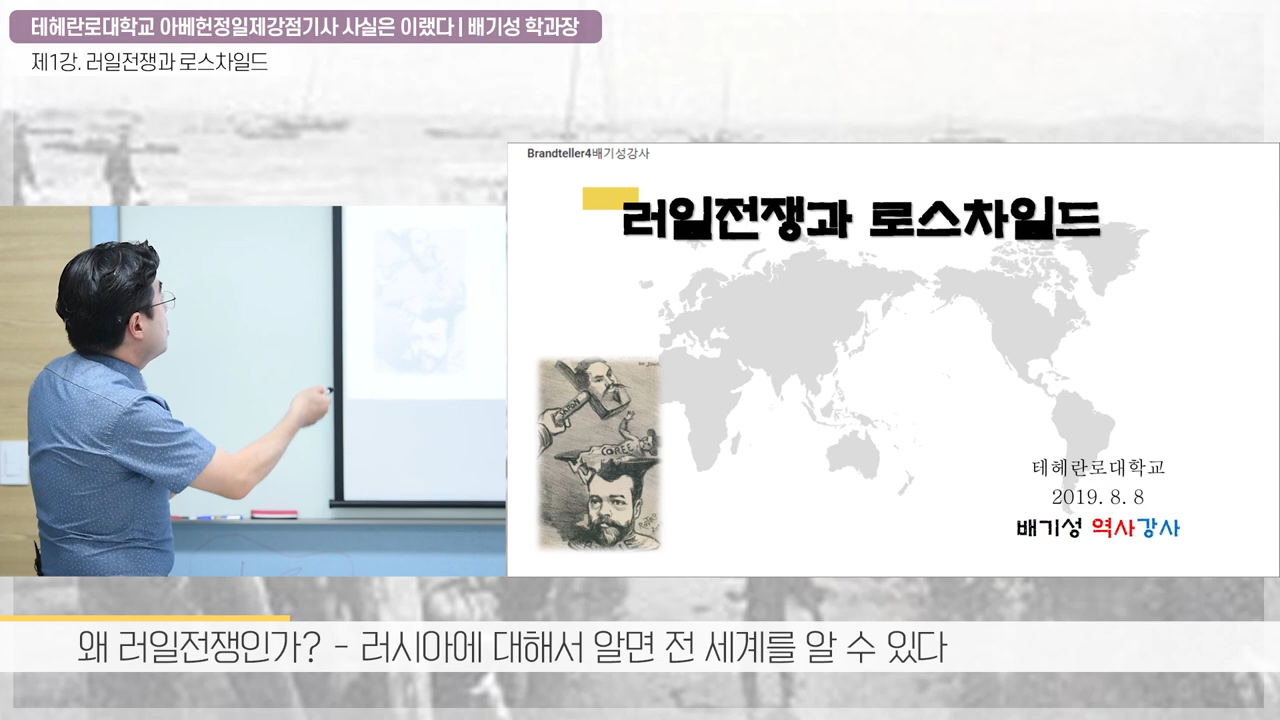 테헤란로대학교 아베헌정일제강점기사 사실은 이랬다 | 배기성 학과장
제1강. 러일전쟁과 로스차일드
Brandteller4배기성강사
러일전쟁과 로스차일드
COREE
테헤란로대학교
2019. 8. 8
배기성 역사강사
왜 러일전쟁인가? - 러시아에 대해서 알면 전 세계를 알 수 있다